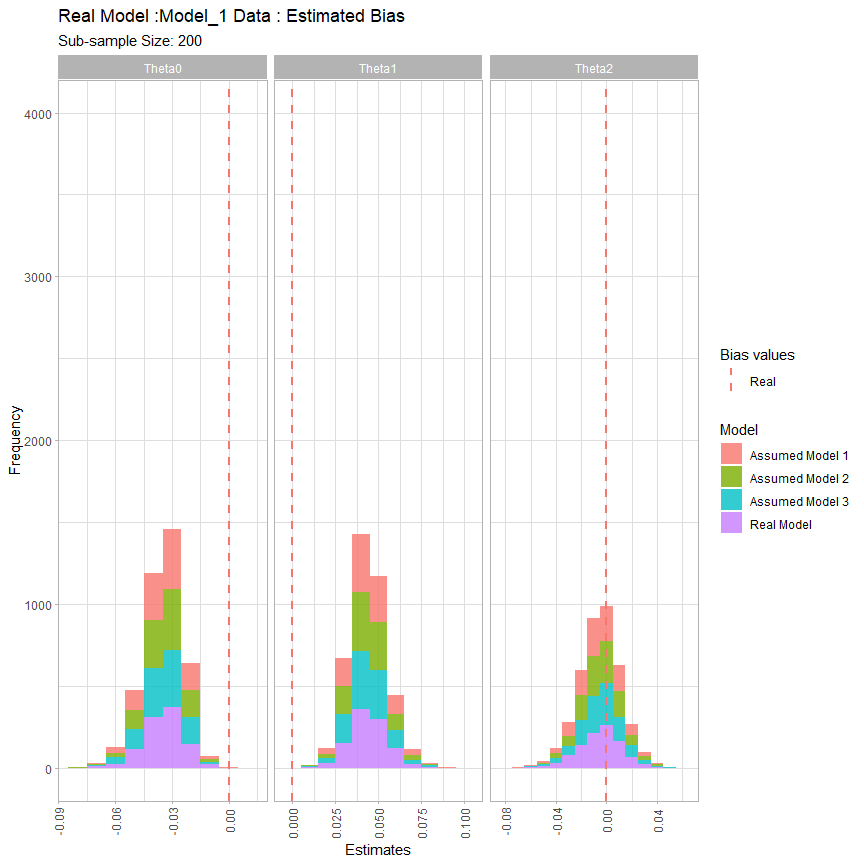 Real Model :Model_1 Data : Estimated Bias
Sub-sample Size: 200
Theta0
Theta1
Theta2
4000
3000
2000
1000
0
Frequency
-0.09
-0.06
-0.03
0.00
0.000
0.025
0.050
0.075
0.100
-0.08
-0.04
0.00
0.04
Estimates
Bias values
Real
Model
Assumed Model 1
Assumed Model 2
Assumed Model 3
Real Model